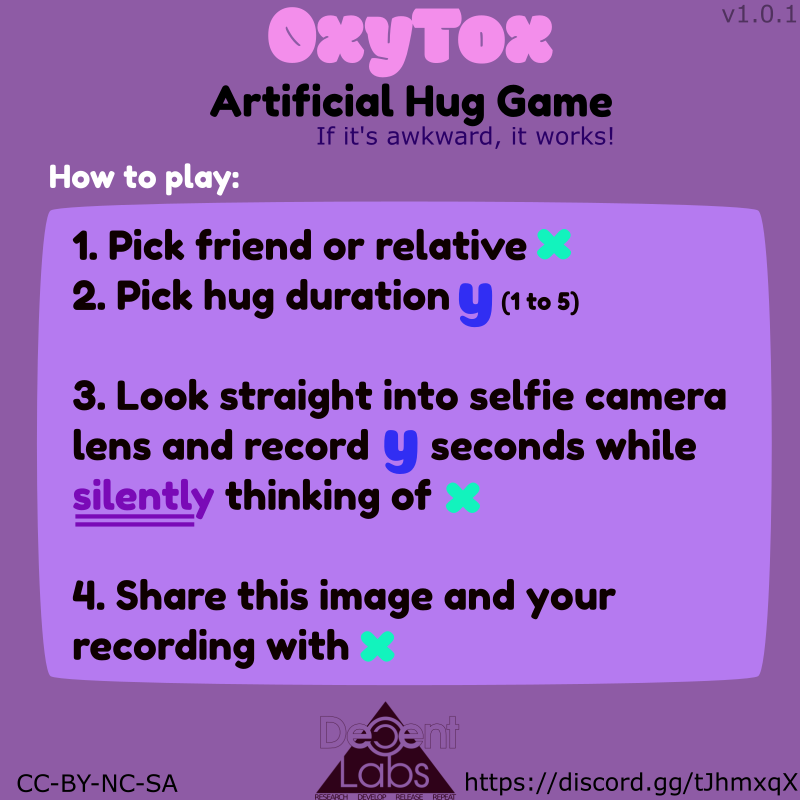 v1.0.1
OxyTox
Artificial Hug Game
If it's awkward, it works!
How to play:
1. Pick friend or relative x
2. Pick hug duration y (1 to 5)
3. Look straight into selfie camera
lens and record y seconds while
silently thinking of x
4. Share this image and your
recording with x
DeCent
Labs
RESEARCH DEVELOP RELEASE REPEAT
CC-BY-NC-SA
https://discord.gg/tJhmxqX